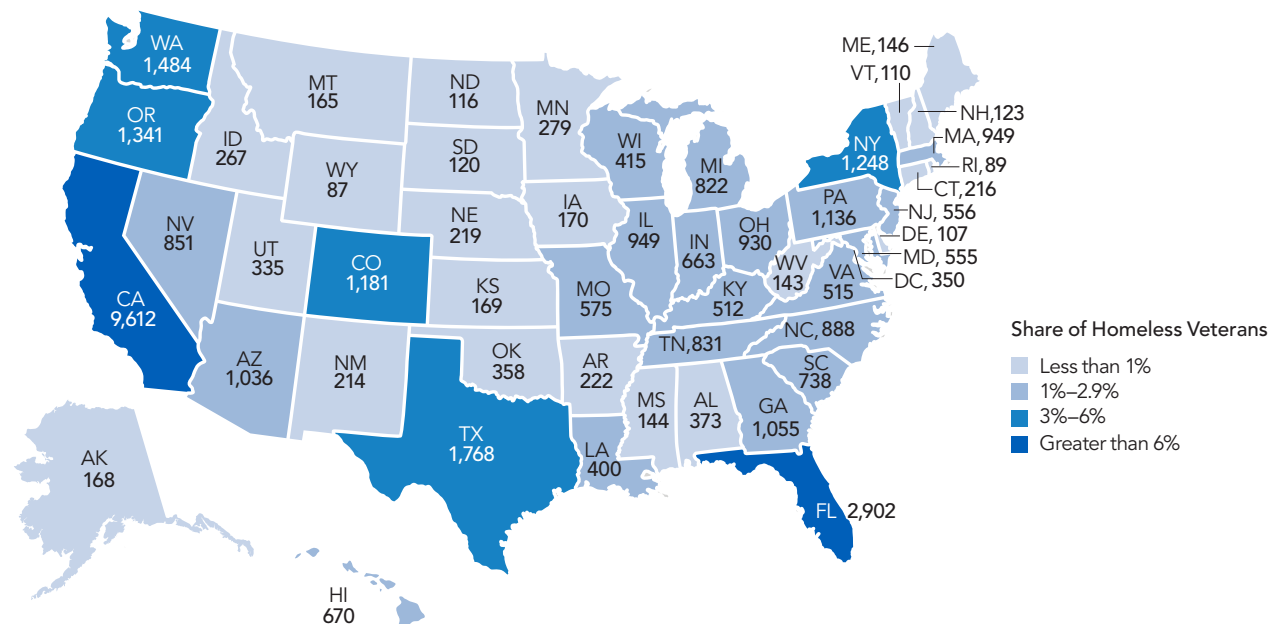 WA
1,484
OR
1,341
CA
9,612
NV
851
ID
267
MT
165
WY
87
UT
335
AZ
1,036
CO
1,181
NM
214
ND
116
SD
120
NE
219
KS
169
OK
358
TX
1,768
MN
279
IA
170
MO
575
AR
222
LA
400
WI
415
IL
949
MI
822
IN
663
OH
930
KY
512
TN,831
MS
144
AL
373
GA
1,055
FL 2,902
SC
738
NC, 888
VA
515
WV
143
PA
1,136
NY
1,248
ME,146
VT,110
NH,123
MA,949
RI, 89
CT,216
NJ, 556
DE, 107
MD, 555
DC, 350
AK
168
HI
670
Share of Homeless Veterans
Less than 1%
1%–2.9%
3%–6%
Greater than 6%